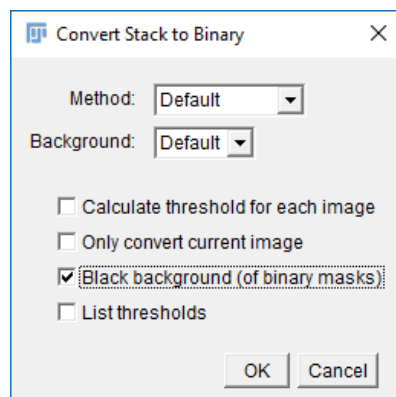 Convert Stack to Binary
Method: Default
Background: Default
Calculate threshold for each image
Only convert current image
Black background (of binary masks)
List thresholds
OK Cancel